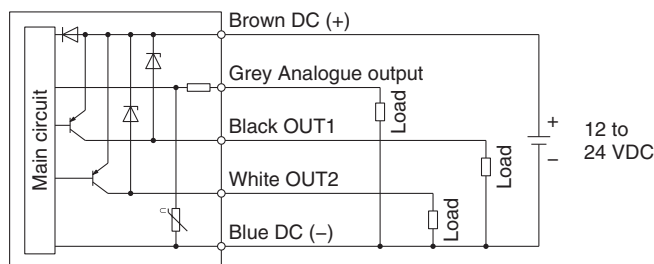 Brown DC (+)
Grey Analogue output
Black OUT1
White OUT2
Blue DC (−)
Main circuit
Load
Load
Load
+
−
12 to
24 VDC